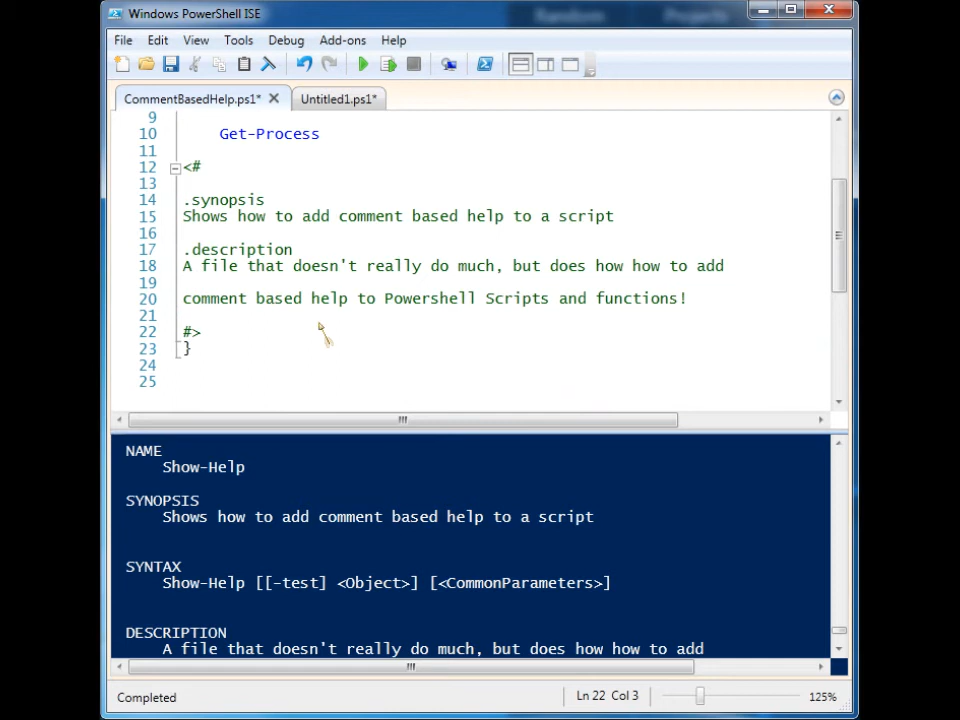 Random Projects
Windows PowerShell ISE
File Edit View Tools Debug Add-ons Help
CommentBasedHelp.ps1* Untitled1.ps1*
9
10 Get-Process
11
12 <#
13
14 .synopsis
15 Shows how to add comment based help to a script
16
17 .description
18 A file that doesn't really do much, but does how how to add
19
20 comment based help to Powershell Scripts and functions!
21
22 #>
23 }
24
25
NAME
Show-Help
SYNOPSIS
Shows how to add comment based help to a script
SYNTAX
Show-Help [[-test] <Object>] [<CommonParameters>]
DESCRIPTION
A file that doesn't really do much, but does how how to add
Completed Ln 22 Col 3 125%